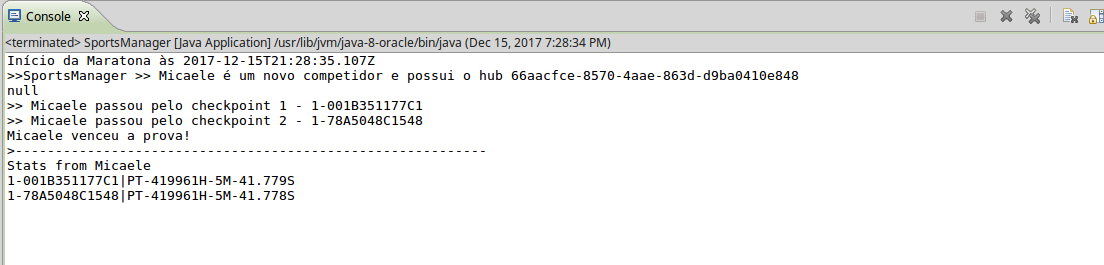 Console
<terminated> SportsManager [Java Application] /usr/lib/jvm/java-8-oracle/bin/java (Dec 15, 2017 7:28:34 PM)
Início da Maratona às 2017-12-15T21:28:35.107Z
>>SportsManager >> Micaele é um novo competidor e possui o hub 66aacfce-8570-4aae-863d-d9ba0410e848
null
>> Micaele passou pelo checkpoint 1 - 1-001B351177C1
>> Micaele passou pelo checkpoint 2 - 1-78A5048C1548
Micaele venceu a prova!
>-----------------------------------------------------------
Stats from Micaele
1-001B351177C1|PT-419961H-5M-41.779S
1-78A5048C1548|PT-419961H-5M-41.778S